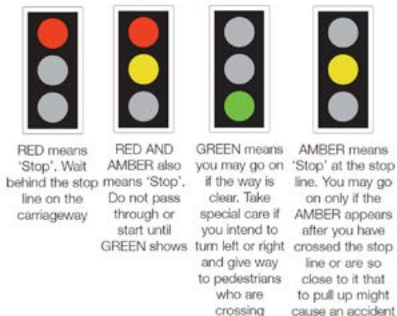 RED means
'Stop'. Wait
behind the stop
line on the
carriageway
RED AND
AMBER also
means 'Stop'.
Do not pass
through or
start until
GREEN shows
GREEN means
you may go on
if the way is
clear. Take
special care if
you intend to
turn left or right
and give way
to pedestrians
who are
crossing
AMBER means
'Stop' at the stop
line. You may go
on only if the
AMBER appears
after you have
crossed the stop
line or are so
close to it that
to pull up might
cause an accident